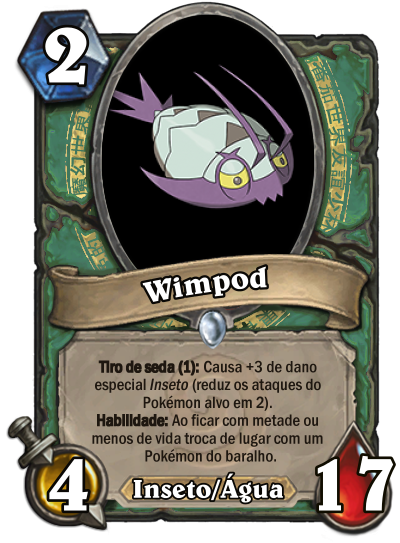 2
Wimpod
Tiro de seda (1): Causa +3 de dano
especial Inseto (reduz os ataques do
Pokémon alvo em 2).
Habilidade: Ao ficar com metade ou
menos de vida troca de lugar com um
Pokémon do baralho.
4
Inseto/Água
17